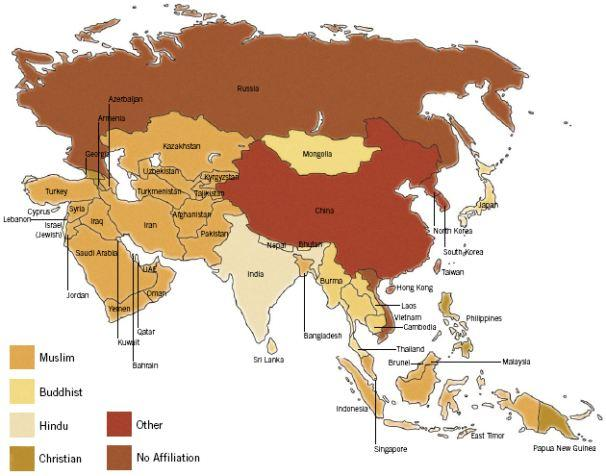 Russia
Azerbaijan
Armenia
Georgia
Kazakhstan
Mongolia
Uzbekistan
Kyrgyzstan
Turkey
Turkmenistan
Tajikistan
Cyprus
Syria
Lebanon
Iraq
Iran
Afghanistan
China
Japan
Israel
(Jewish)
Pakistan
North Korea
Saudi Arabia
Nepal
Bhutan
South Korea
UAE
India
Burma
Taiwan
Oman
Hong Kong
Jordan
Yemen
Laos
Vietnam
Philippines
Cambodia
Qatar
Bangladesh
Kuwait
Thailand
Sri Lanka
Bahrain
Brunei
Malaysia
Indonesia
East Timor
Singapore
Papua New Guinea
Muslim
Buddhist
Hindu
Christian
Other
No Affiliation